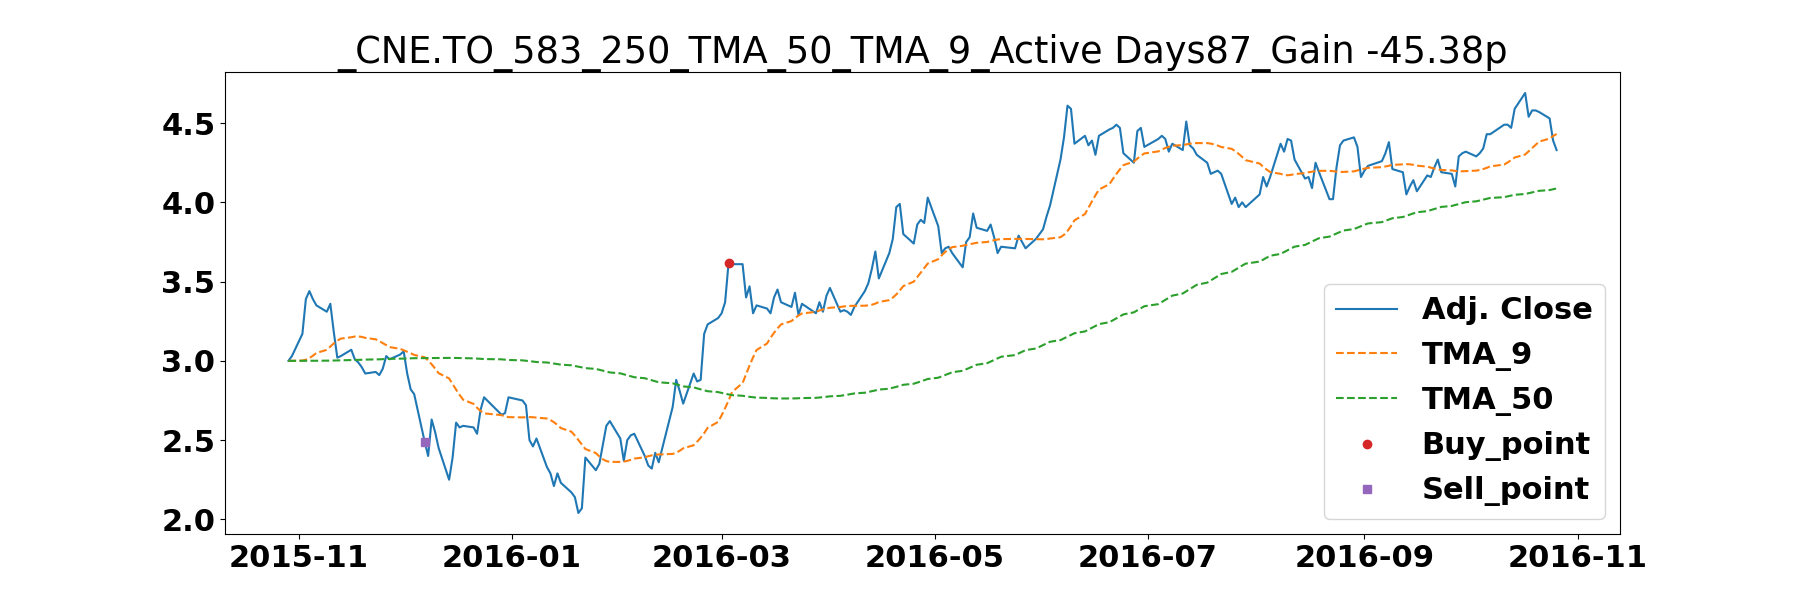 _CNE.TO_583_250_TMA_50_TMA_9_Active Days87_Gain -45.38p
4.5
4.0
3.5
3.0
2.5
2.0
Adj. Close
TMA_9
TMA_50
Buy_point
Sell_point
2015-11 2016-01 2016-03 2016-05 2016-07 2016-09 2016-11